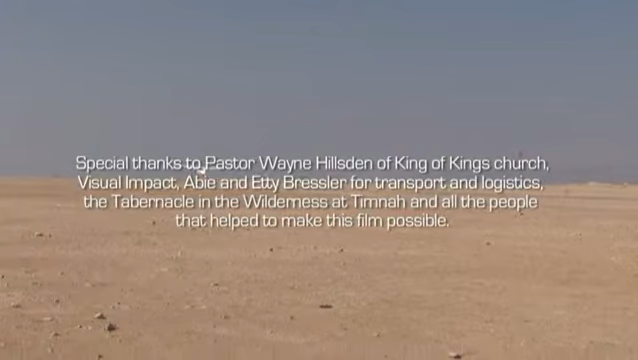 Special thanks to Pastor Wayne Hillsden of King of Kings church,
Visual Impact, Abie and Etty Bressler for transport and logistics,
the Tabernacle in the Wilderness at Timnah and all the people
that helped to make this film possible.